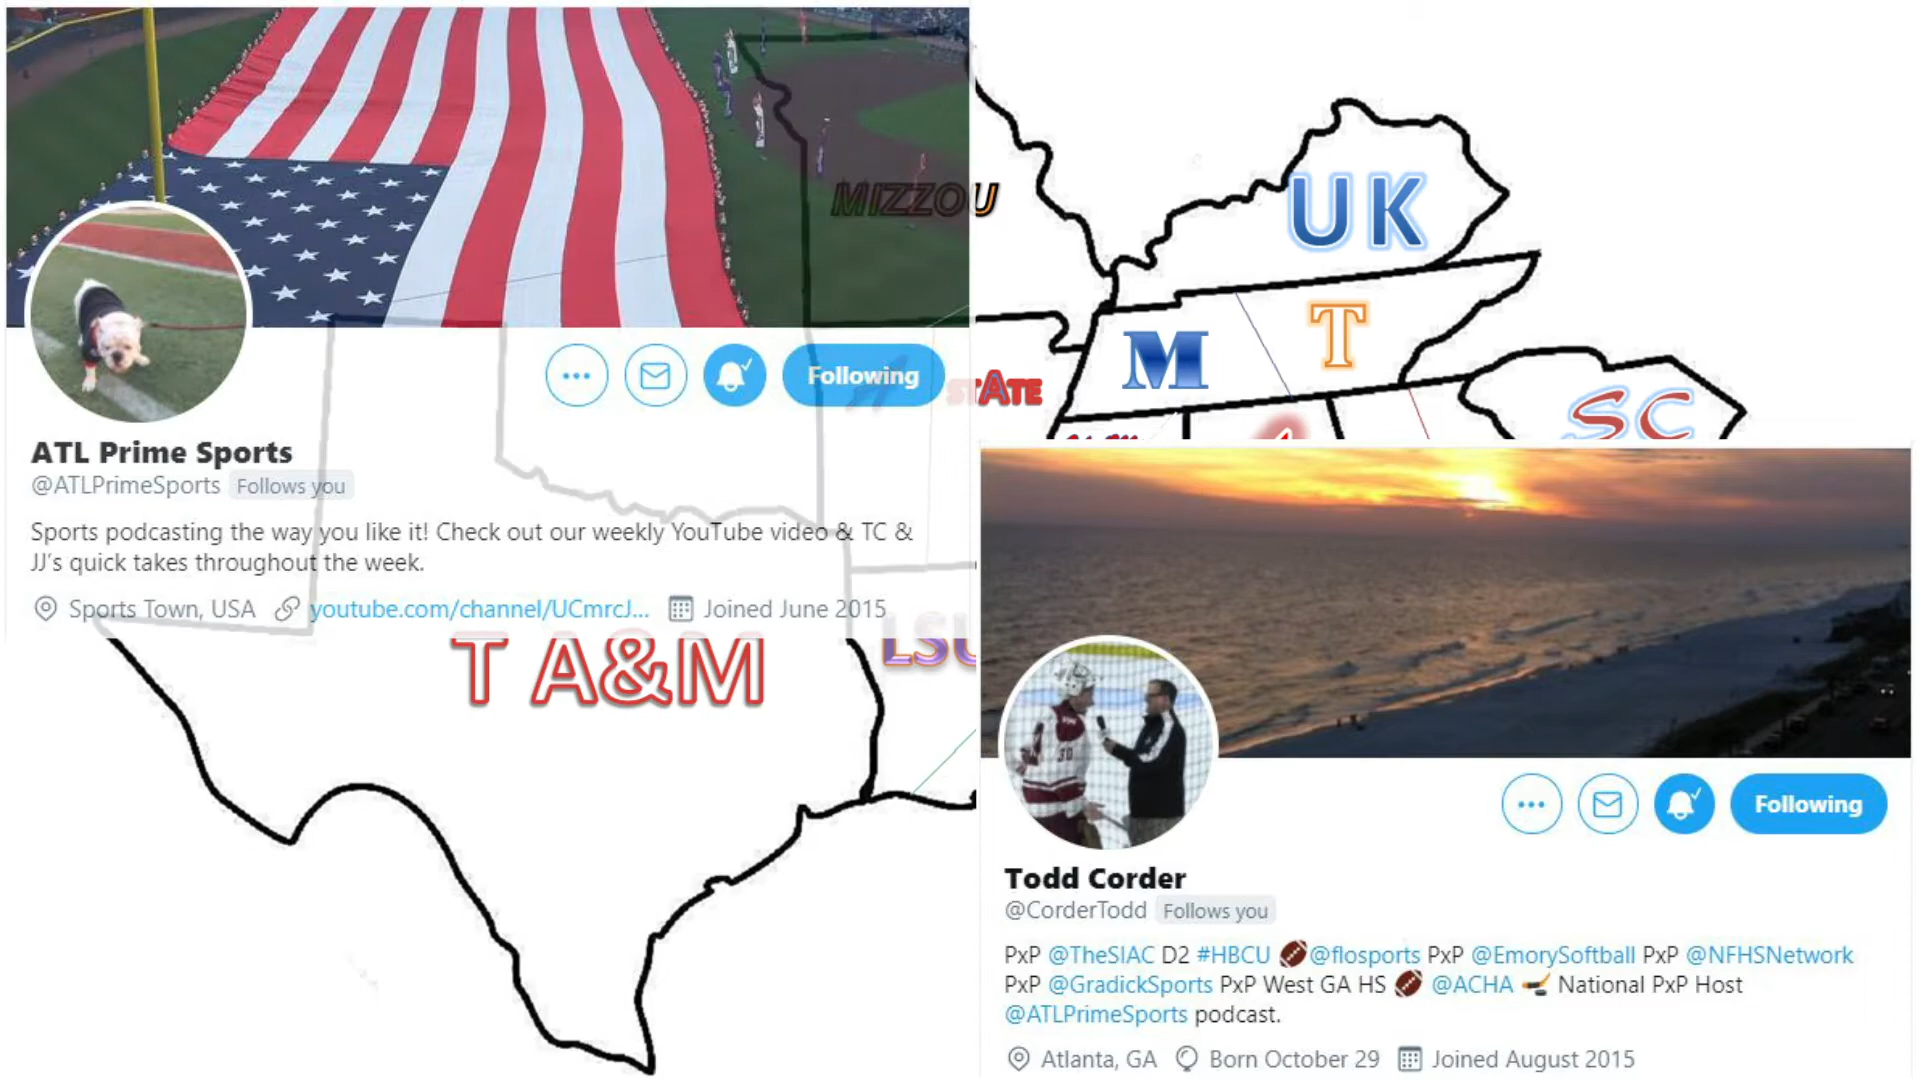 MIZZOU
Following
ATL Prime Sports
@ATLPrimeSports Follows you
Sports podcasting the way you like it! Check out our weekly YouTube video & TC &
JJ's quick takes throughout the week.
Sports Town, USA youtube.com/channel/UCmrcJ... Joined June 2015
T A&M
LSU
UK
T
M
STATE
SC
A
Following
30
Todd Corder
@CorderTodd Follows you
PxP @TheSIAC D2 #HBCU 🏈@flosports PxP @EmorySoftball PxP @NFHSNetwork
PxP @GradickSports PxP West GA HS 🏈 @ACHA 🏒 National PxP Host
@ATLPrimeSports podcast.
Atlanta, GA Born October 29 Joined August 2015